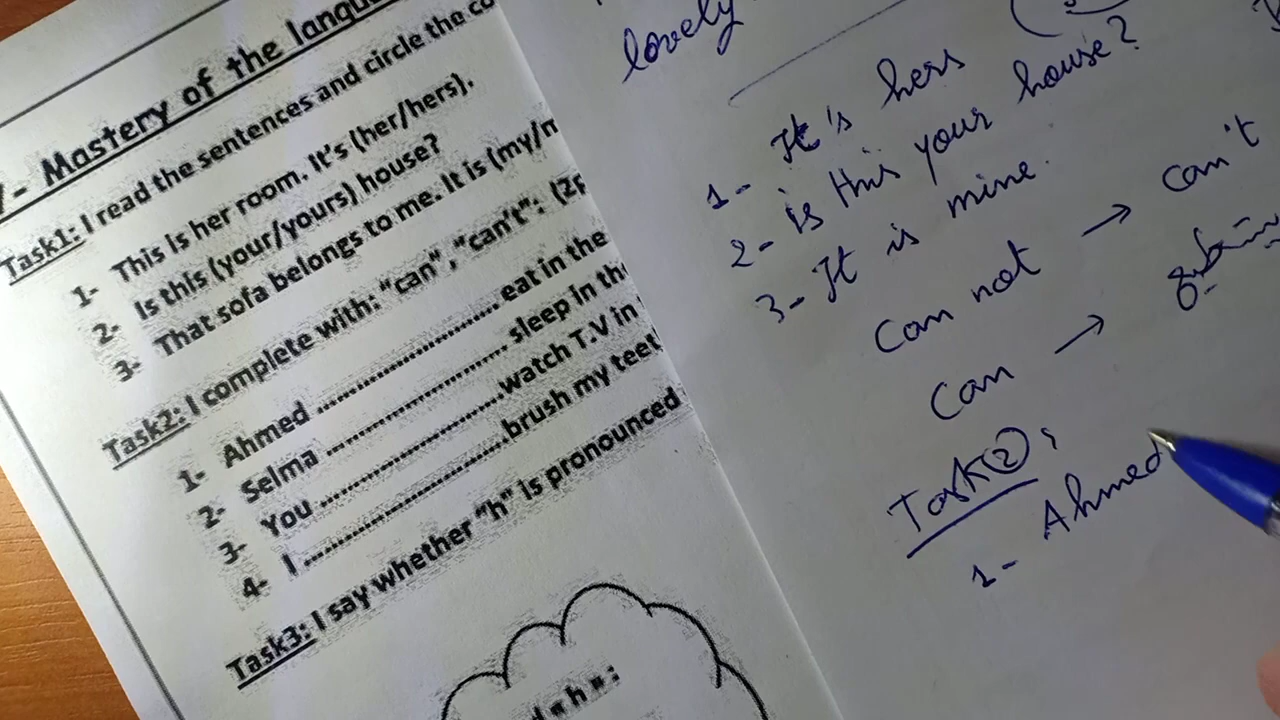 - Mastery of the langu
Task1: I read the sentences and circle the co
1- This is her room. It's (her/hers).
2- Is this (your/yours) house?
3- That sofa belongs to me. It is (my/m
Task2: I complete with: "can", "can't": (2p
1- Ahmed ........................ eat in the
2- Selma ........................ sleep in th
3- You ........................ watch T.V in
4- I ........................ brush my teet
Task3: I say whether "h" is pronounced
"h":
lovely
1- It's hers
2- is this your house?
3- It is mine.
Can not → Can't
Can →
Task(2):
1- Ahmed